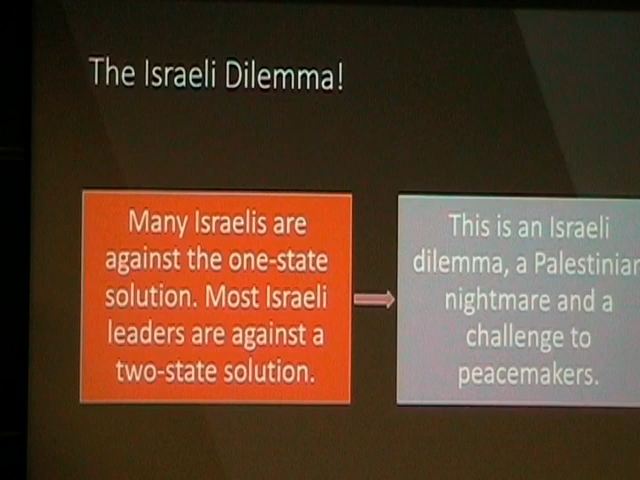 The Israeli Dilemma!
Many Israelis are
against the one-state
solution. Most Israeli
leaders are against a
two-state solution.
This is an Israeli
dilemma, a Palestinian
nightmare and a
challenge to
peacemakers.